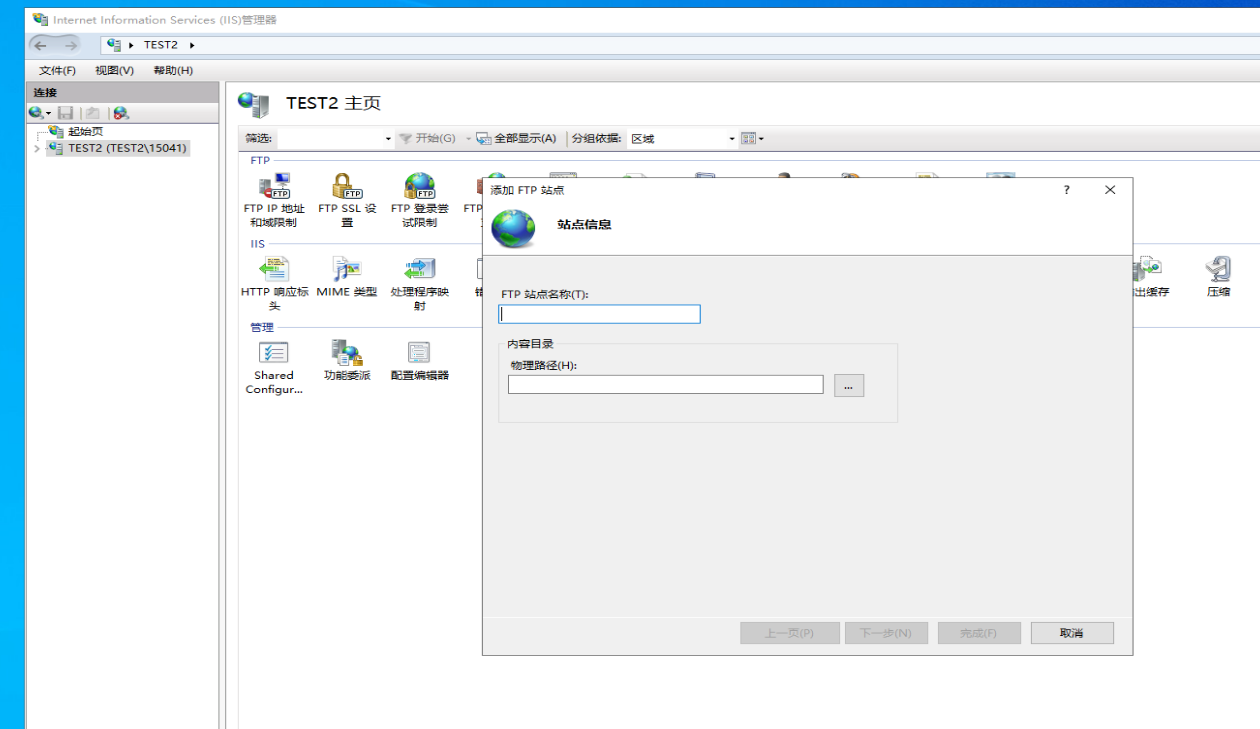 Internet Information Services (IIS)管理器
TEST2
文件(F) 视图(V) 帮助(H)
连接
起始页
TEST2 (TEST2\15041)
TEST2 主页
筛选: 开始(G) 全部显示(A) 分组依据: 区域
FTP
FTP IP 地址
和域限制
FTP SSL 设
置
FTP 登录尝
试限制
FTP
IIS
HTTP 响应标
头
MIME 类型
处理程序映
射
出缓存
压缩
管理
Shared
Configur...
功能委派
配置编辑器
添加 FTP 站点
?
站点信息
FTP 站点名称(T):
内容目录
物理路径(H):
...
上一页(P) 下一步(N) 完成(F) 取消